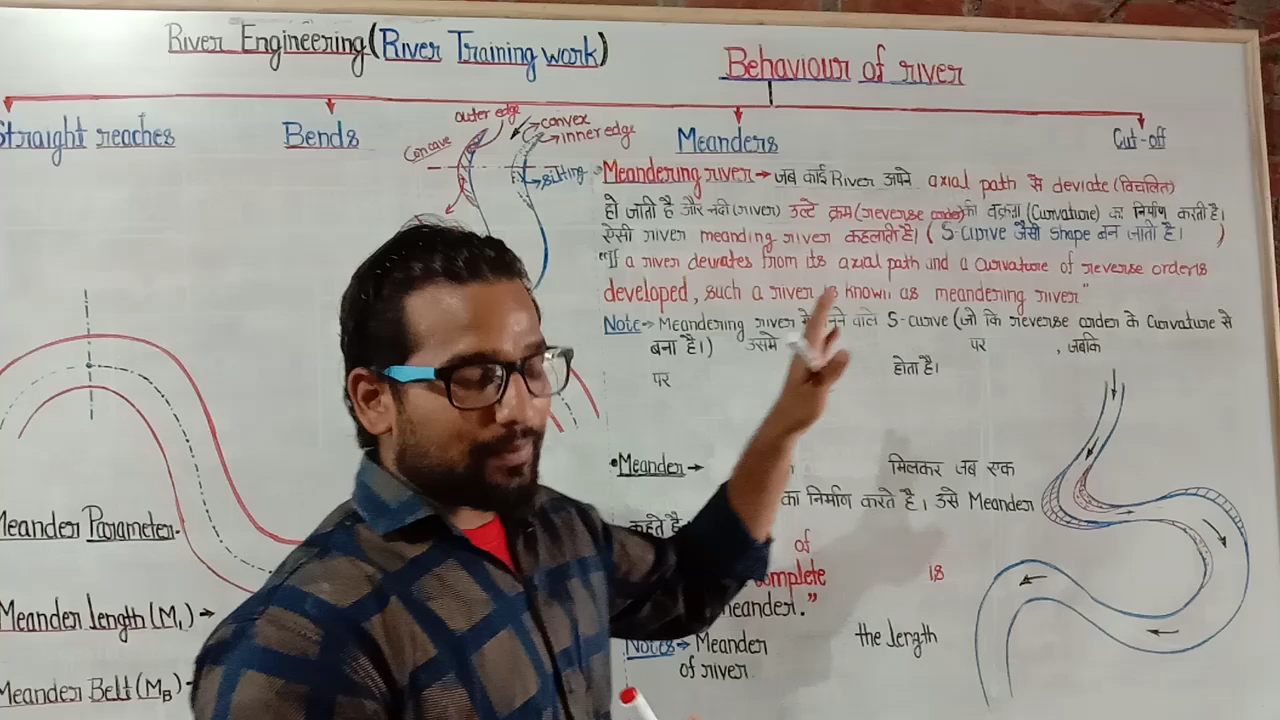 River Engineering (River Training work)
Behaviour of river
Straight reaches
Bends
Meanders
Cut-off
outer edge
convex
inner edge
Concave
silting
Meandering river → जब कोई River अपने axial path से deviate (विचलित)
हो जाती है और नदी (river) उल्टे क्रम (reverse order) की वक्रता (Curvature) का निर्माण करती है।
ऐसी river meanding river कहलाती है। ( S-curve जैसी shape बन जाती है। )
"If a river deviates from its axial path and a curvature of reverse order is
developed, such a river is known as meandering river"
Note → Meandering river वाले S-curve (जो कि reverse order के Curvature से
बना है।) उसमे पर , जबकि
पर होता है।
• Meander → मिलकर जब एक
का निर्माण करते है। उसे Meander
कहते है
of
complete is
meander."
Notes → Meander the length
of river
Meander Parameter-
Meander length (M
Meander Belt (M_B) -